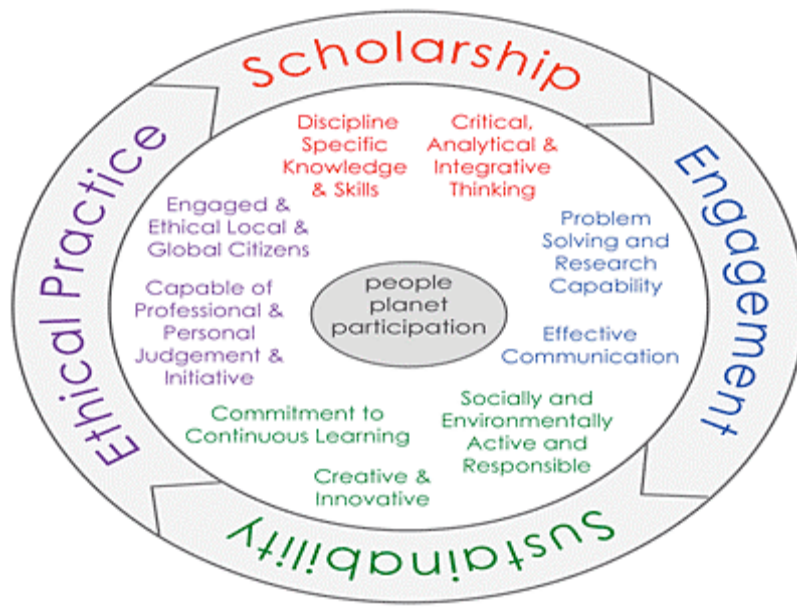 Scholarship
Discipline
Specific
Knowledge
& Skills
Critical,
Analytical &
Integrative
Thinking
Engagement
Problem
Solving and
Research
Capability
Effective
Communication
Sustainability
Socially and
Environmentally
Active and
Responsible
Creative &
Innovative
Commitment to
Continuous Learning
Ethical Practice
Capable of
Professional &
Personal
Judgement &
Initiative
Engaged &
Ethical Local &
Global Citizens
people
planet
participation